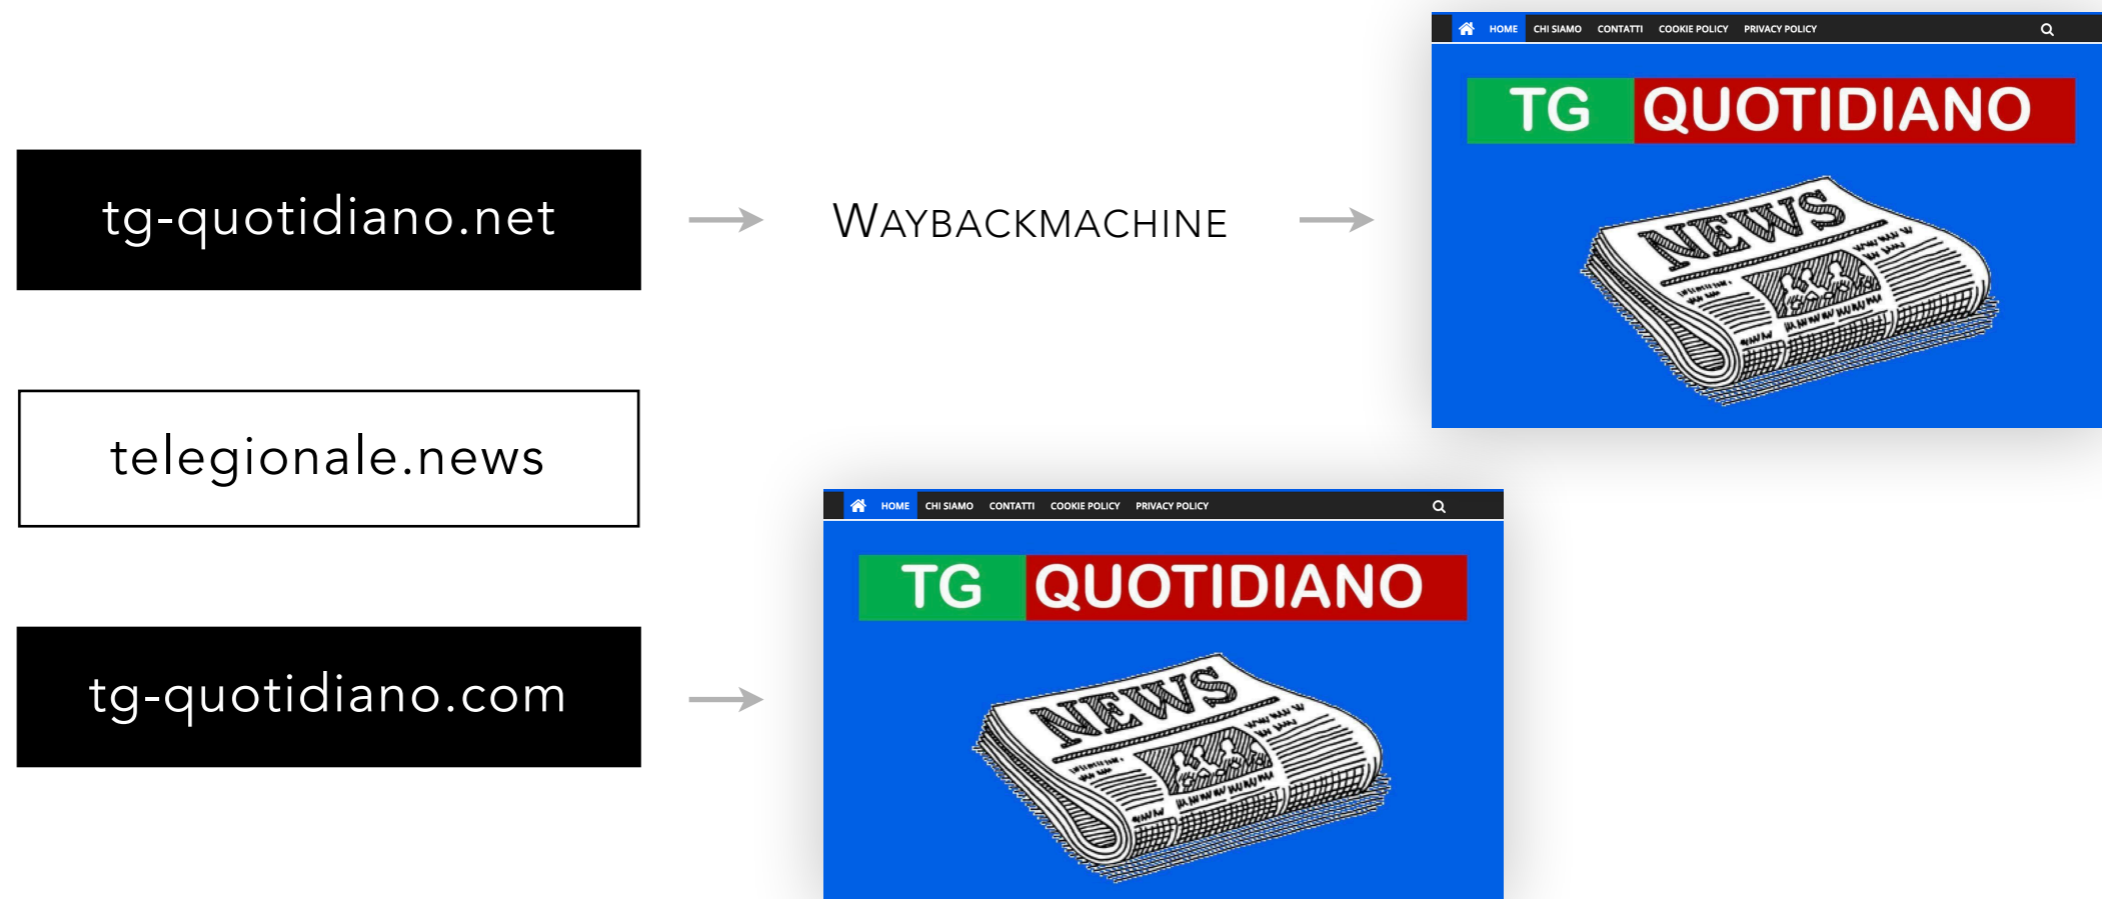 HOME CHI SIAMO CONTATTI COOKIE POLICY PRIVACY POLICY
TG QUOTIDIANO
NEWS
tg-quotidiano.net
WAYBACKMACHINE
telegionale.news
HOME CHI SIAMO CONTATTI COOKIE POLICY PRIVACY POLICY
TG QUOTIDIANO
NEWS
tg-quotidiano.com